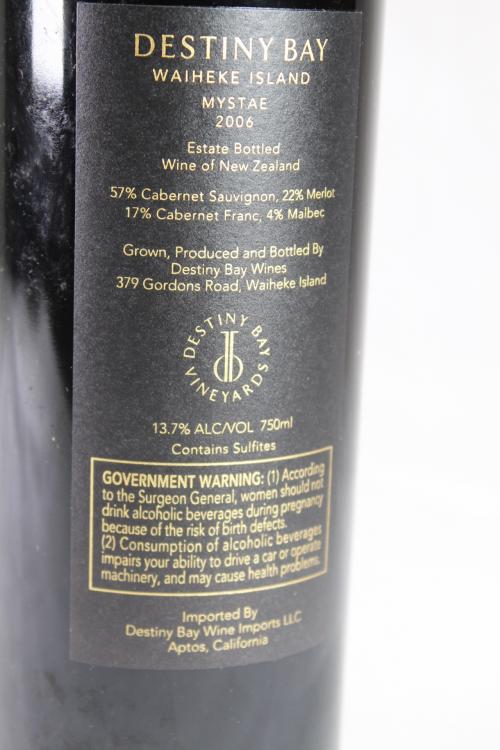 DESTINY BAY
WAIHEKE ISLAND
MYSTAE
2006
Estate Bottled
Wine of New Zealand
57% Cabernet Sauvignon, 22% Merlot
17% Cabernet Franc, 4% Malbec
Grown, Produced and Bottled By
Destiny Bay Wines
379 Gordons Road, Waiheke Island
DESTINY BAY
VINEYARDS
13.7% ALC/VOL 750ml
Contains Sulfites
GOVERNMENT WARNING: (1) According
to the Surgeon General, women should not
drink alcoholic beverages during pregnancy
because of the risk of birth defects.
(2) Consumption of alcoholic beverages
impairs your ability to drive a car or operate
machinery, and may cause health problems.
Imported By
Destiny Bay Wine Imports LLC
Aptos, California